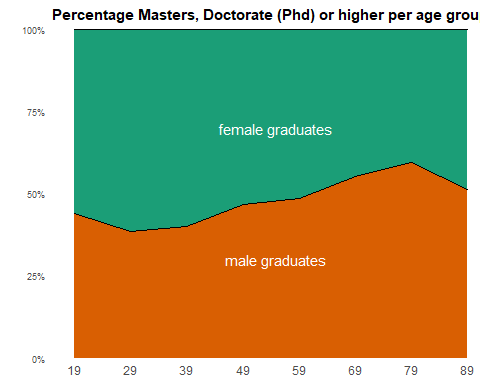 Percentage Masters, Doctorate (Phd) or higher per age grou
100%
75%
female graduates
50%
male graduates
25%
0%
19 29 39 49 59 69 79 89